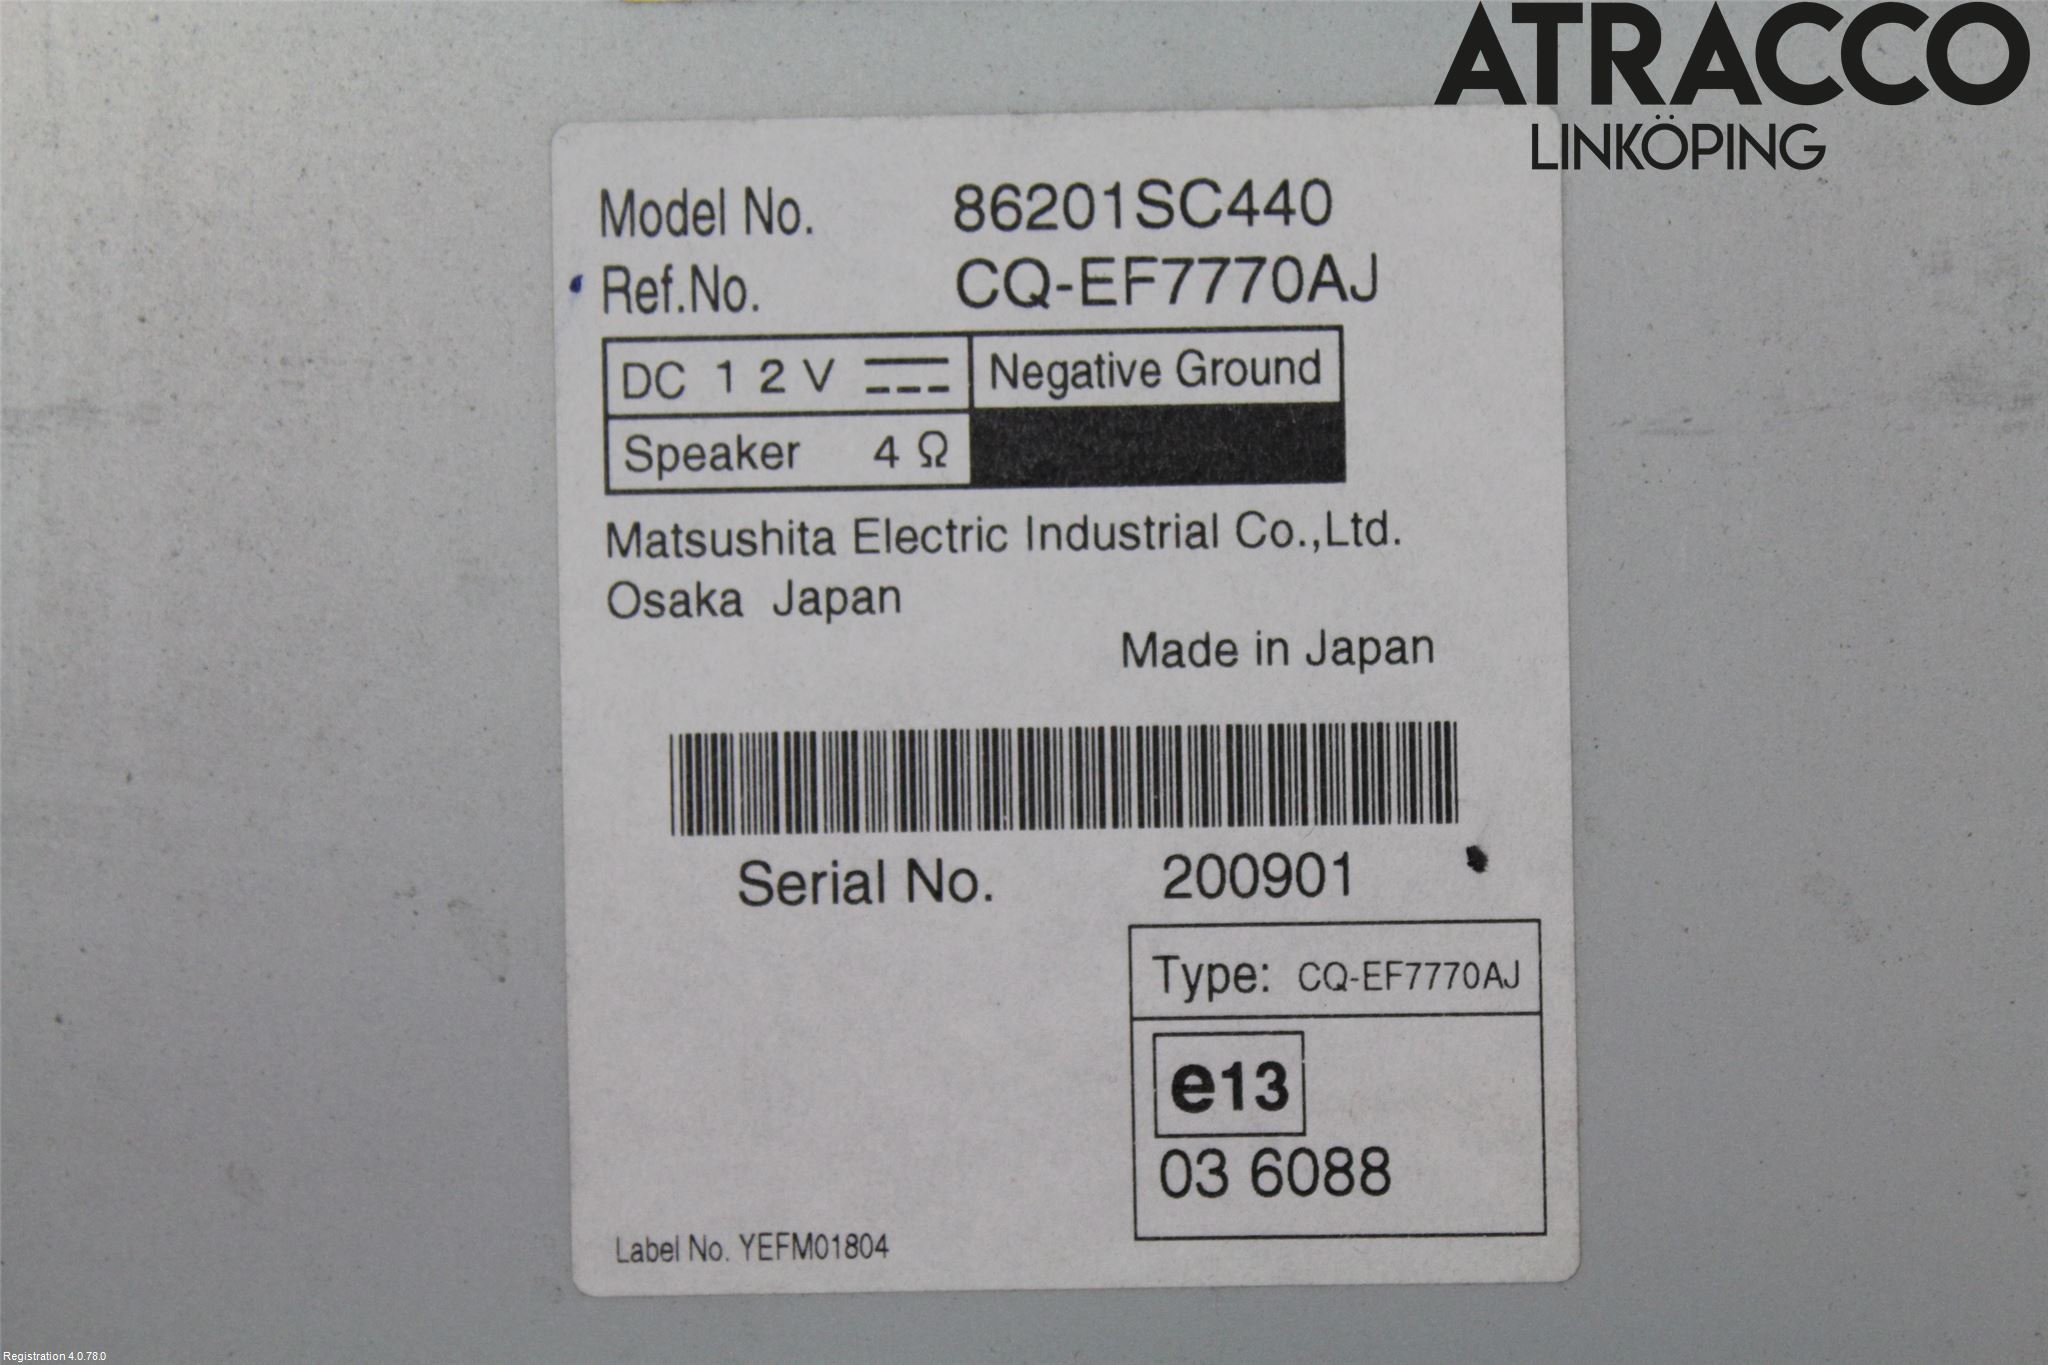 ATRACCO
LINKÖPING
Model No. 86201SC440
Ref.No. CQ-EF7770AJ
DC 12V Negative Ground
Speaker 4 Ω
Matsushita Electric Industrial Co.,Ltd.
Osaka Japan
Made in Japan
Serial No. 200901
Type: CQ-EF7770AJ
e13
03 6088
Label No. YEFM01804
Registration 4.0.78.0